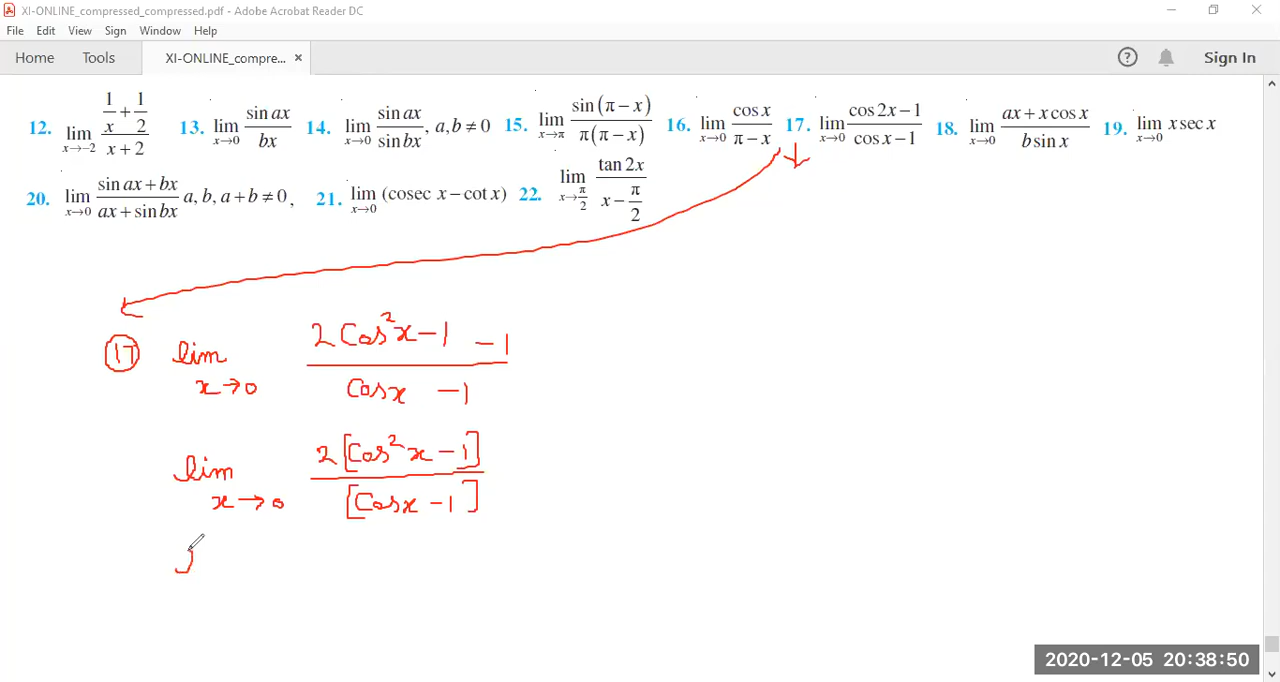 XI-ONLINE_compressed_compressed.pdf - Adobe Acrobat Reader DC
File Edit View Sign Window Help
Home Tools XI-ONLINE_compre... × Sign In
12. lim x→−2 (1/x + 1/2)/(x+2) 13. lim x→0 sin ax/bx 14. lim x→0 sin ax/sin bx, a,b≠0 15. lim x→π sin(π−x)/π(π−x) 16. lim x→0 cos x/π−x 17. lim x→0 cos2x−1/cosx−1 18. lim x→0 ax+x cos x/b sin x 19. lim x→0 x sec x
20. lim x→0 sin ax+bx/ax+sin bx a,b,a+b≠0, 21. lim x→0 (cosec x−cot x) 22. lim x→π/2 tan 2x/(x−π/2)
17 lim x→0 2Cos²x−1 −1/Cosx −1
lim x→0 2[Cos²x−1]/[Cosx−1]
2020-12-05 20:38:50